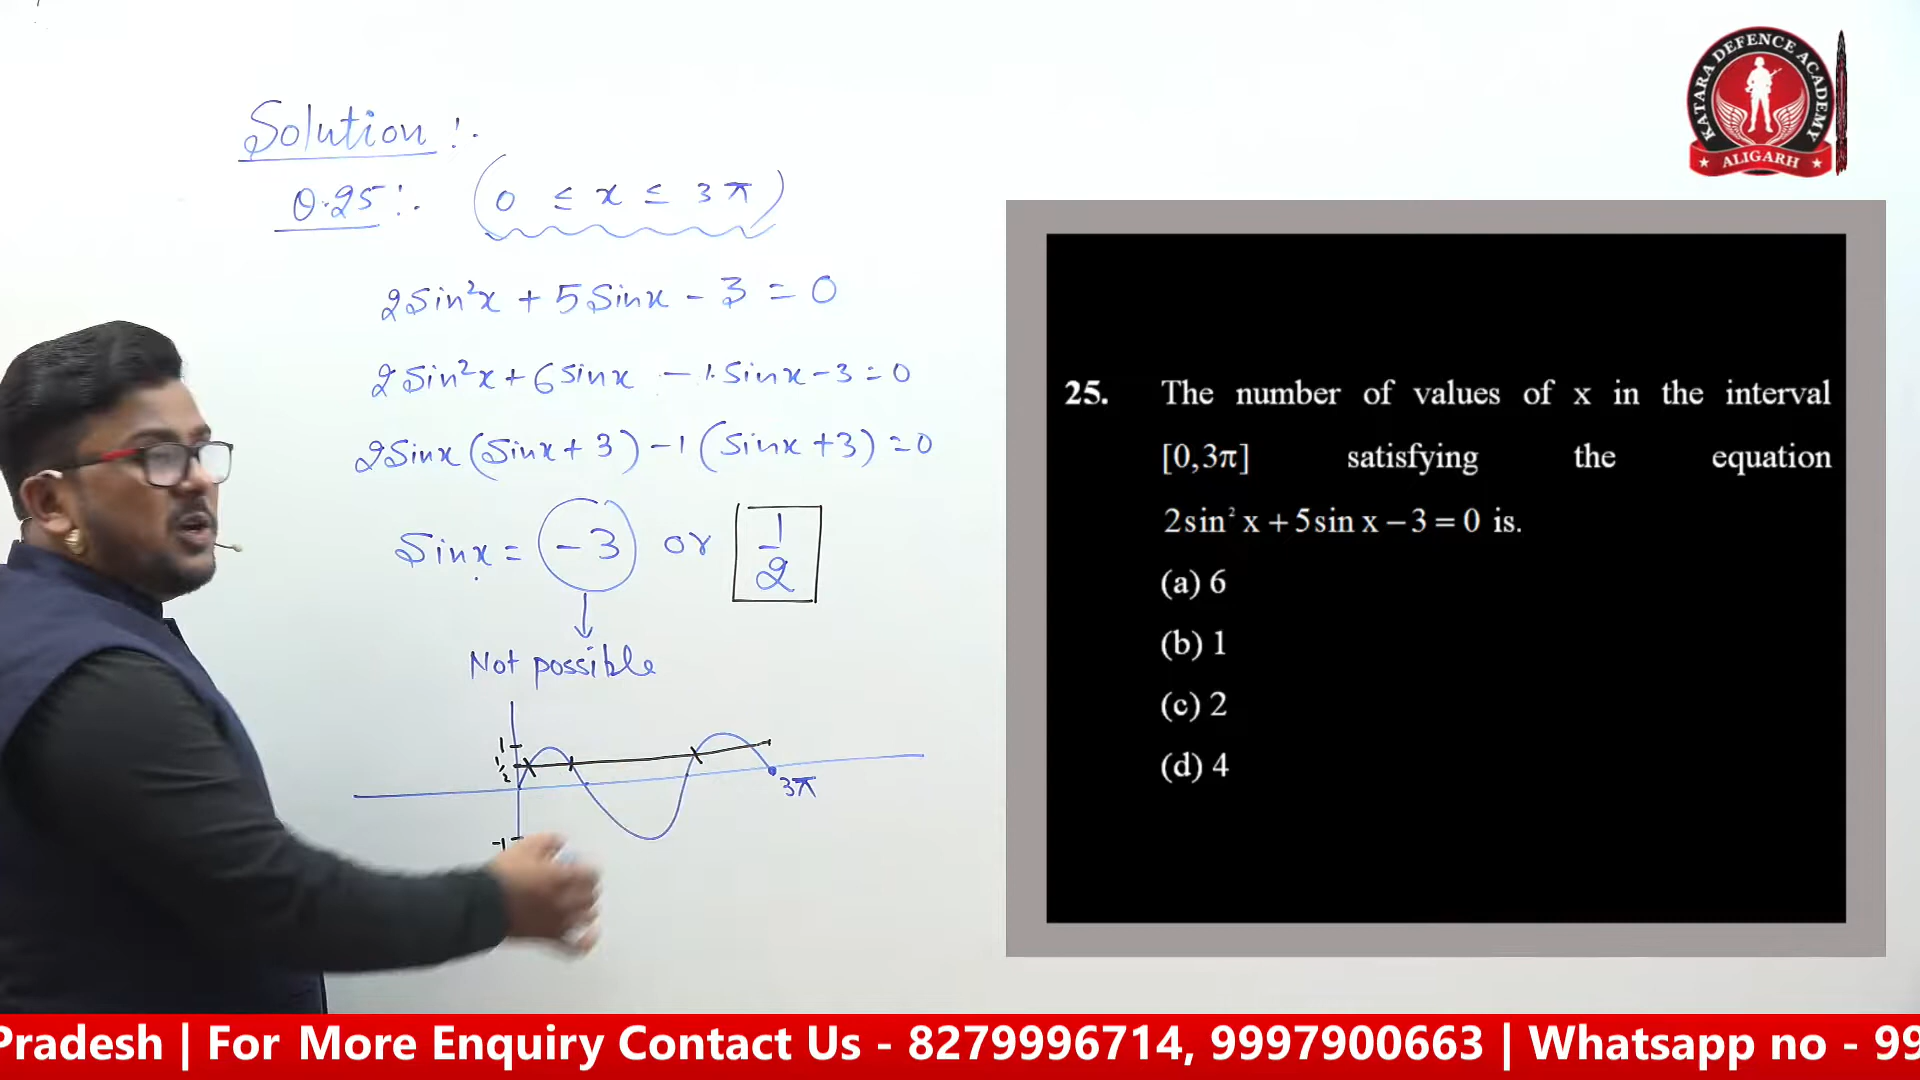 Solution :-
Q.25 :- (0 ≤ x ≤ 3π)
2Sin²x + 5Sinx - 3 = 0
2Sin²x + 6sinx - 1.Sinx - 3 = 0
2Sinx (Sinx + 3) - 1 (Sinx + 3) = 0
Sinx = -3 or 1/2
Not possible
1
1/2
3π
-1
KATARA DEFENCE ACADEMY
ALIGARH
25. The number of values of x in the interval
[0,3π] satisfying the equation
2sin² x + 5sin x − 3 = 0 is.
(a) 6
(b) 1
(c) 2
(d) 4
Pradesh | For More Enquiry Contact Us - 8279996714, 9997900663 | Whatsapp no - 99